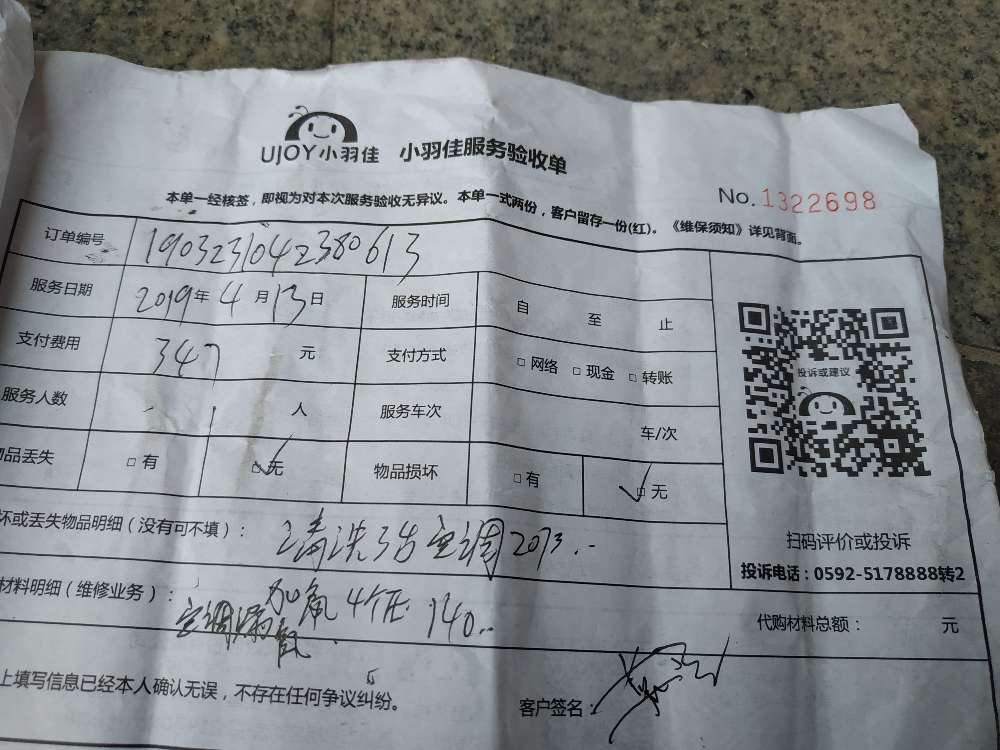 UJOY小羽佳 小羽佳服务验收单
No. 1322698
本单一经核签，即视为对本次服务验收无异议。本单一式两份，客户留存一份(红)。《维保须知》详见背面。
订单编号 1903231042380613
服务日期 2019年4月13日 服务时间 自 至 止
支付费用 347 元 支付方式 □网络 □现金 □转账
服务人数 人 服务车次 车/次
物品丢失 □有 □无 物品损坏 □有 □无
投诉或建议
坏或丢失物品明细（没有可不填）： 清洗3台空调
扫码评价或投诉
投诉电话：0592-5178888转2
材料明细（维修业务）： 加氟4个压 140
空调漏氟
代购材料总额： 元
上填写信息已经本人确认无误，不存在任何争议纠纷。
客户签名：